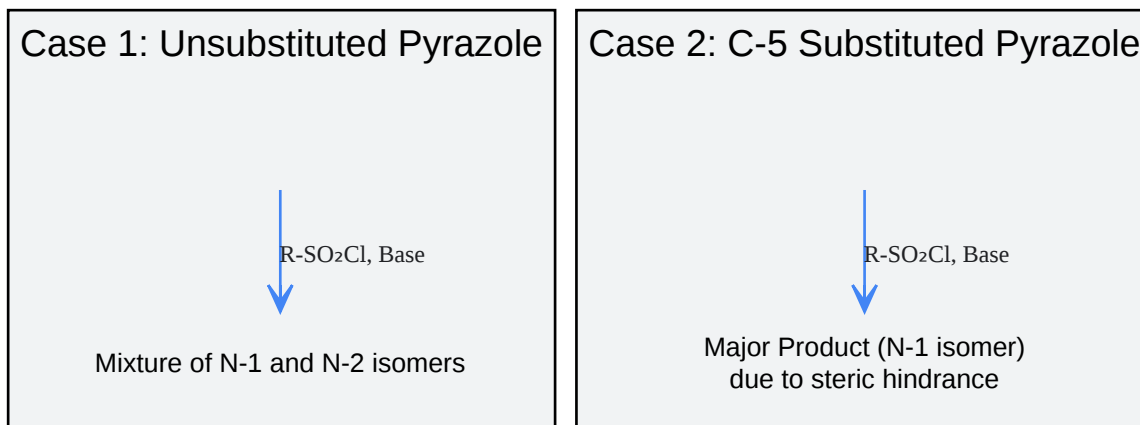 Case 1: Unsubstituted Pyrazole
R-SO₂Cl, Base
Mixture of N-1 and N-2 isomers
Case 2: C-5 Substituted Pyrazole
R-SO₂Cl, Base
Major Product (N-1 isomer)
due to steric hindrance